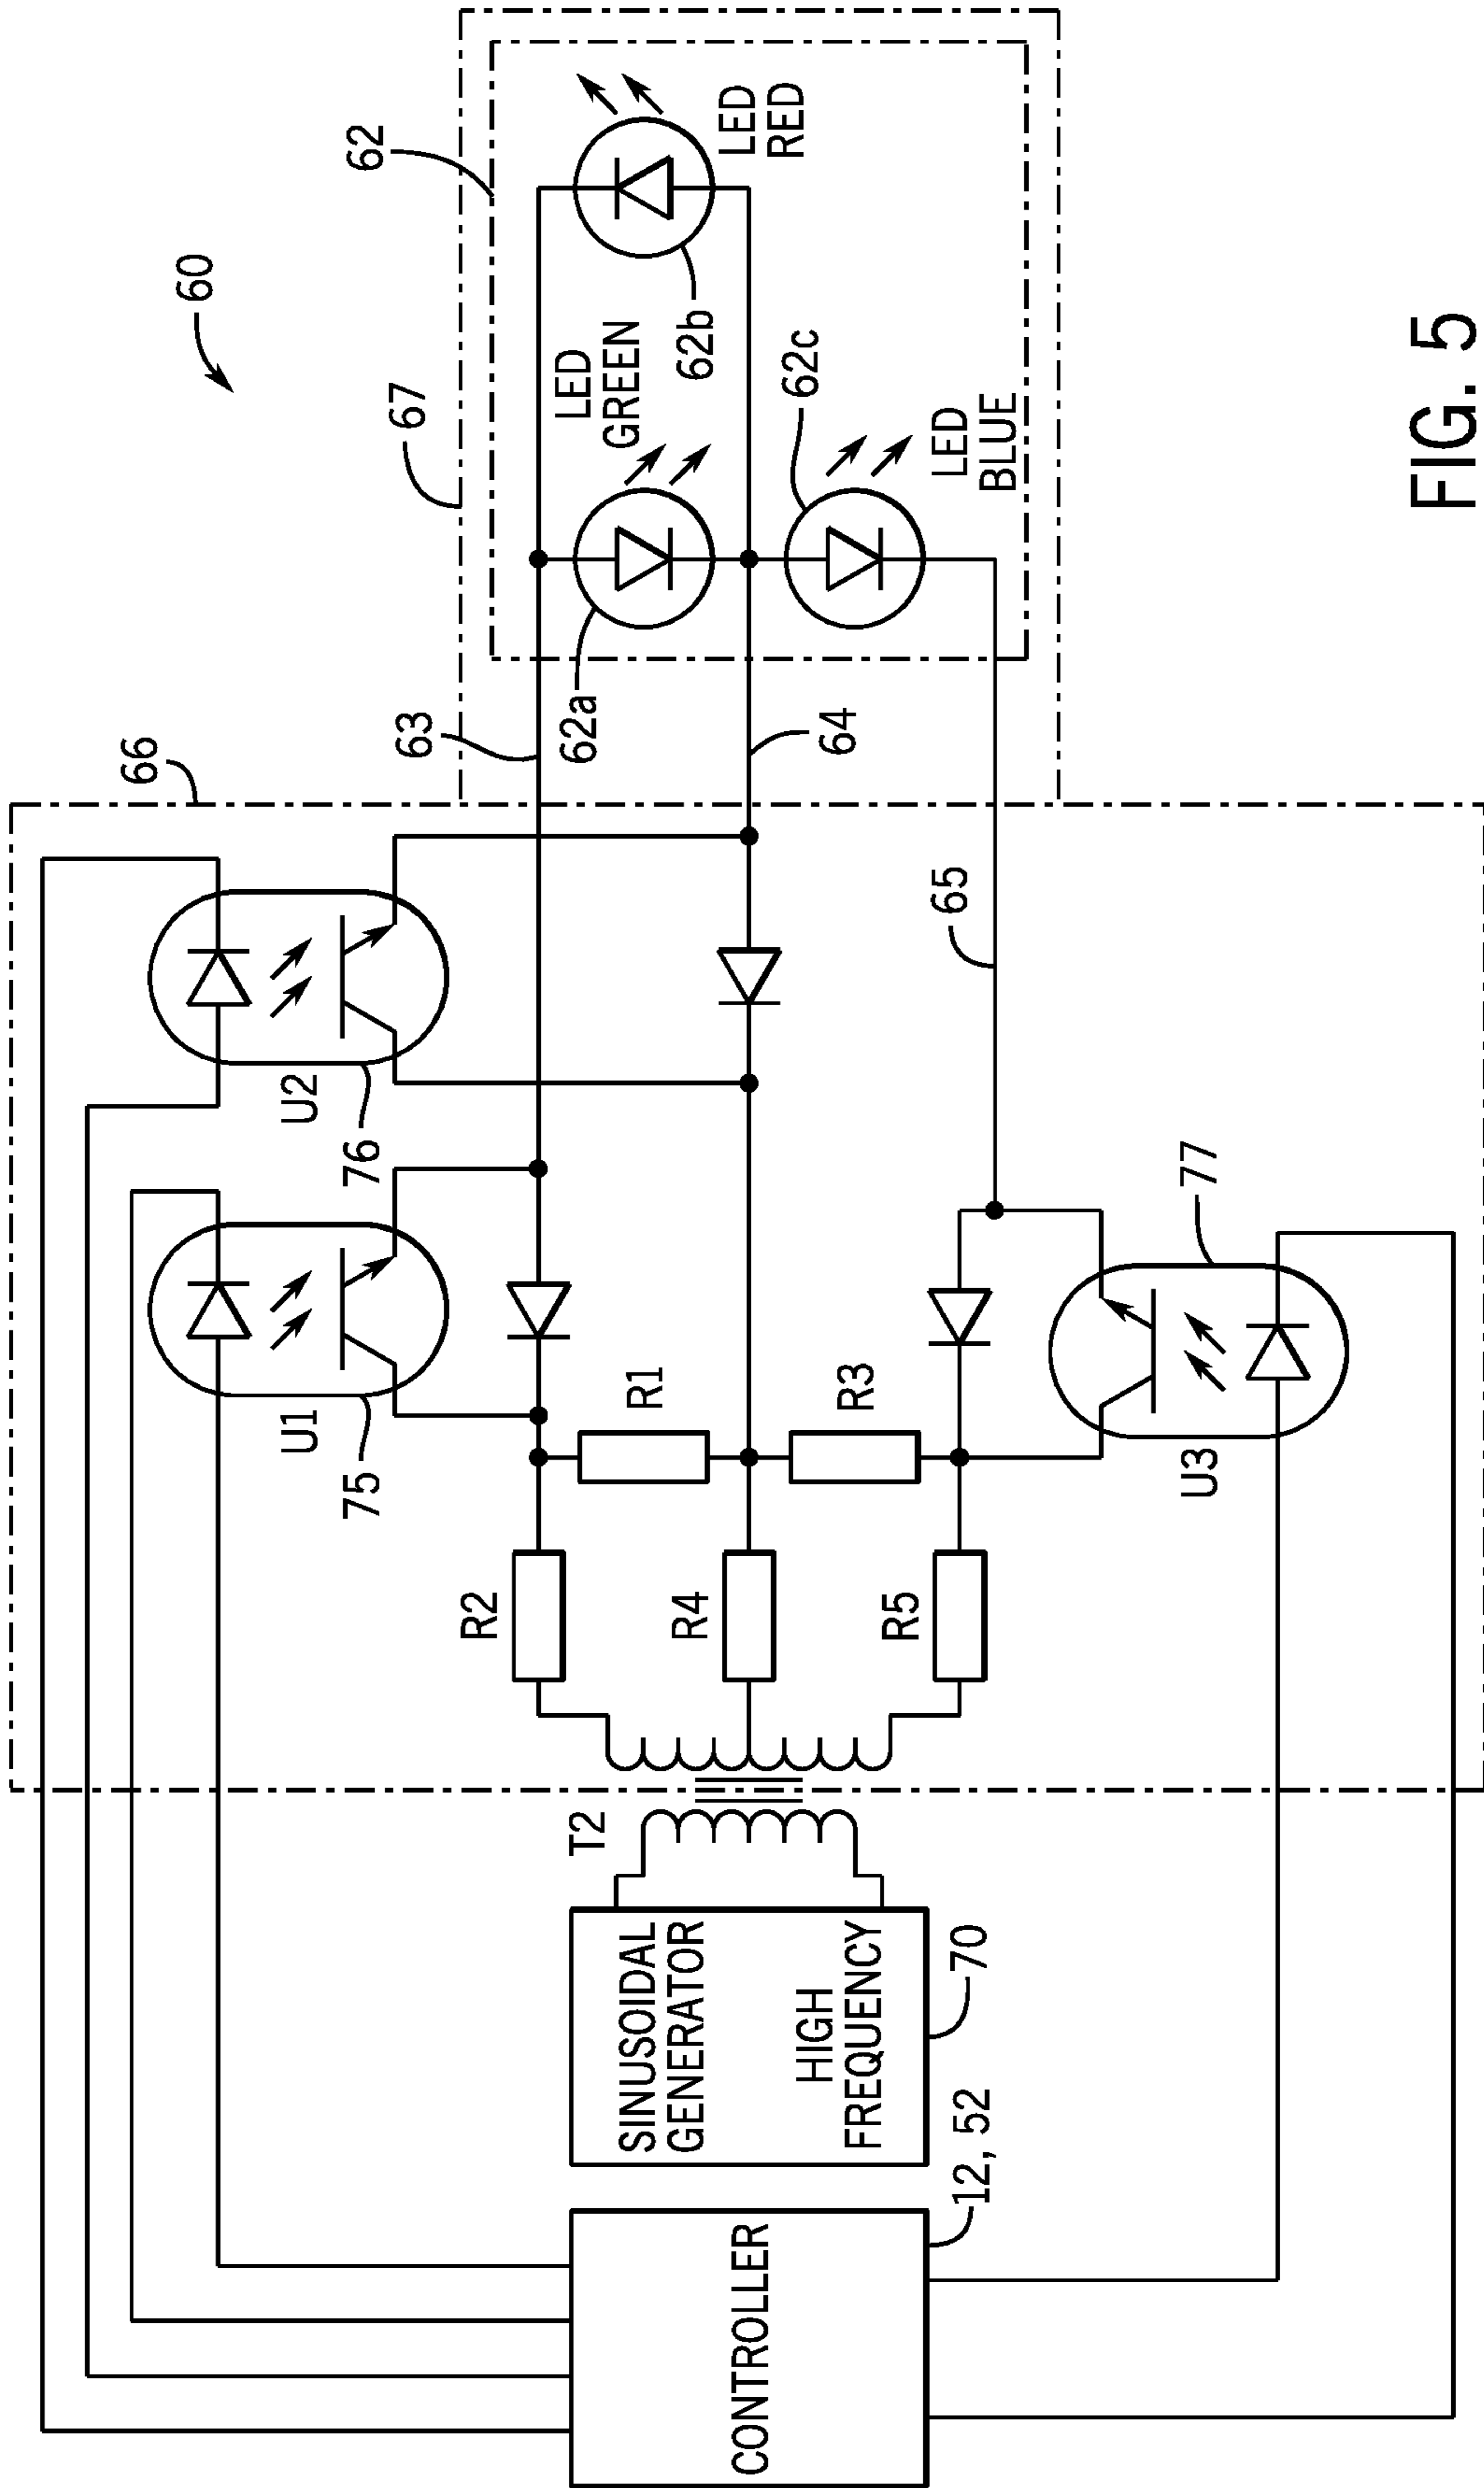 60
66
67
62
63
62a
LED
GREEN
62b
LED
RED
64
62c
LED
BLUE
65
U1
75
U2
76
R2
R1
R4
R3
R5
U3
77
T2
SINUSOIDAL
GENERATOR
HIGH
FREQUENCY
70
CONTROLLER
12, 52
FIG. 5